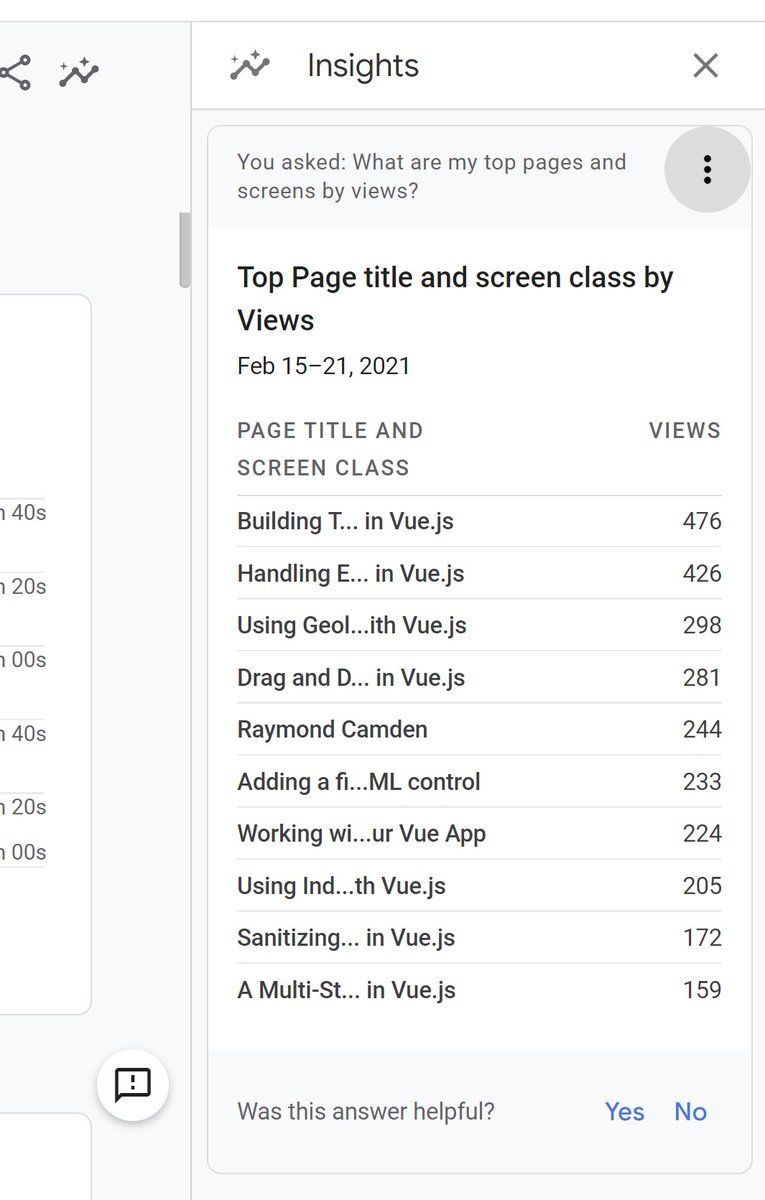 Insights
You asked: What are my top pages and
screens by views?
Top Page title and screen class by
Views
Feb 15–21, 2021
PAGE TITLE AND VIEWS
SCREEN CLASS
Building T... in Vue.js 476
Handling E... in Vue.js 426
Using Geol...ith Vue.js 298
Drag and D... in Vue.js 281
Raymond Camden 244
Adding a fi...ML control 233
Working wi...ur Vue App 224
Using Ind...th Vue.js 205
Sanitizing... in Vue.js 172
A Multi-St... in Vue.js 159
Was this answer helpful? Yes No
40s
20s
00s
40s
20s
00s